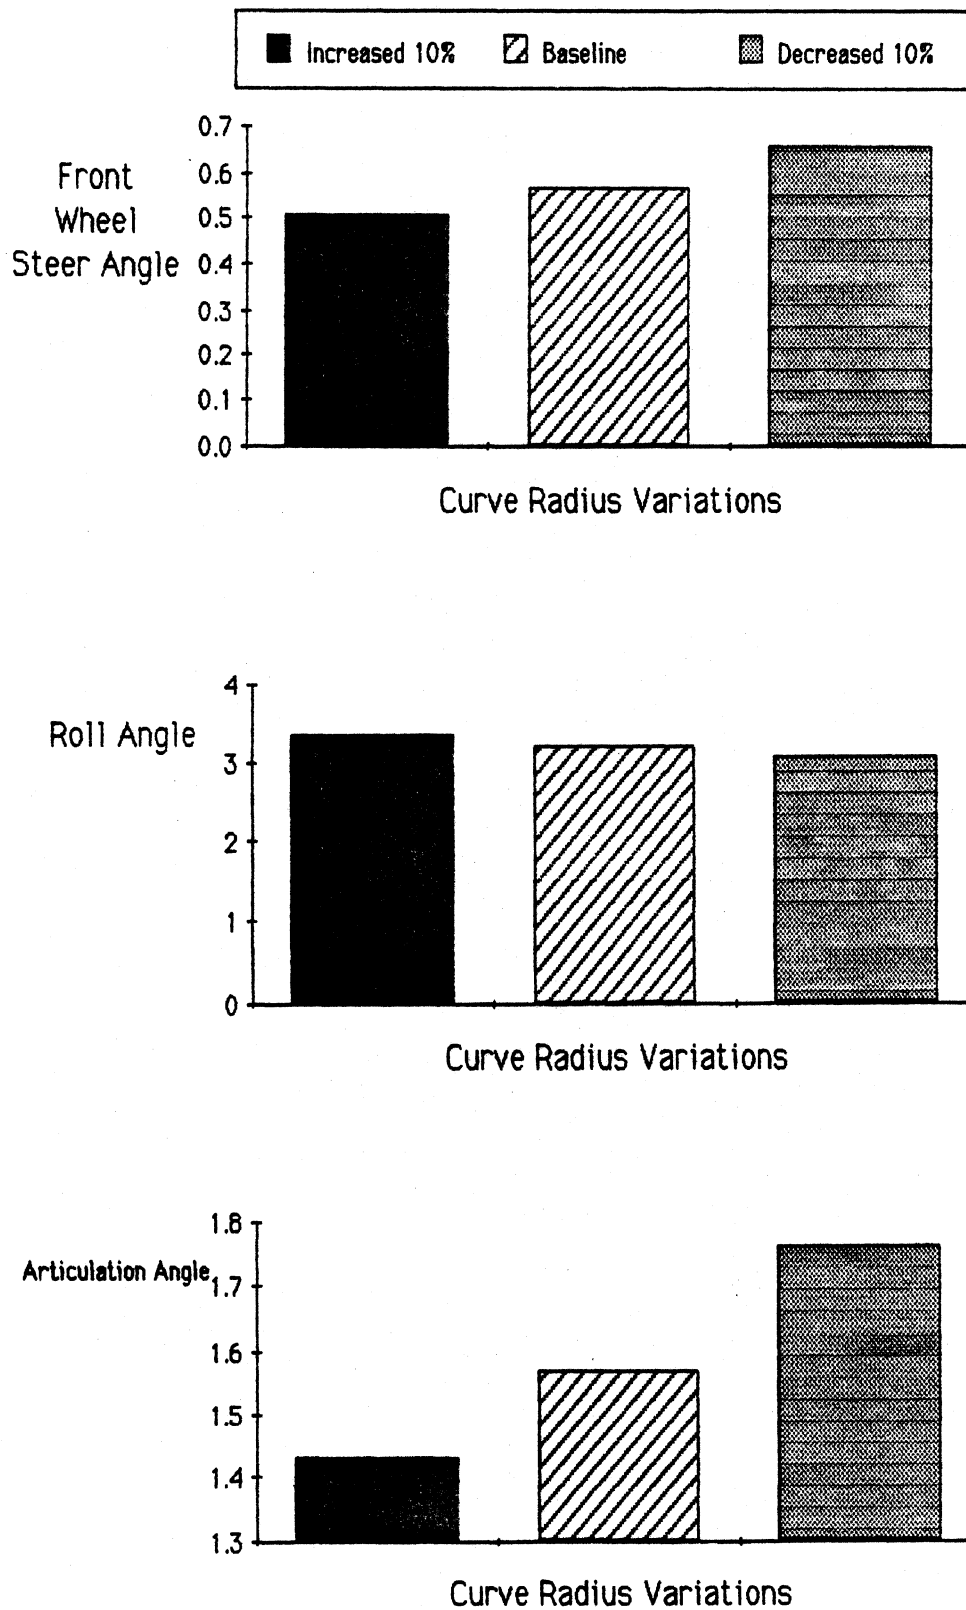 Increased 10% Baseline Decreased 10%
0.7
Front
Wheel
Steer Angle
0.6
0.5
0.4
0.3
0.2
0.1
0.0
Curve Radius Variations
4
Roll Angle
3
2
1
0
Curve Radius Variations
1.8
Articulation Angle
1.7
1.6
1.5
1.4
1.3
Curve Radius Variations